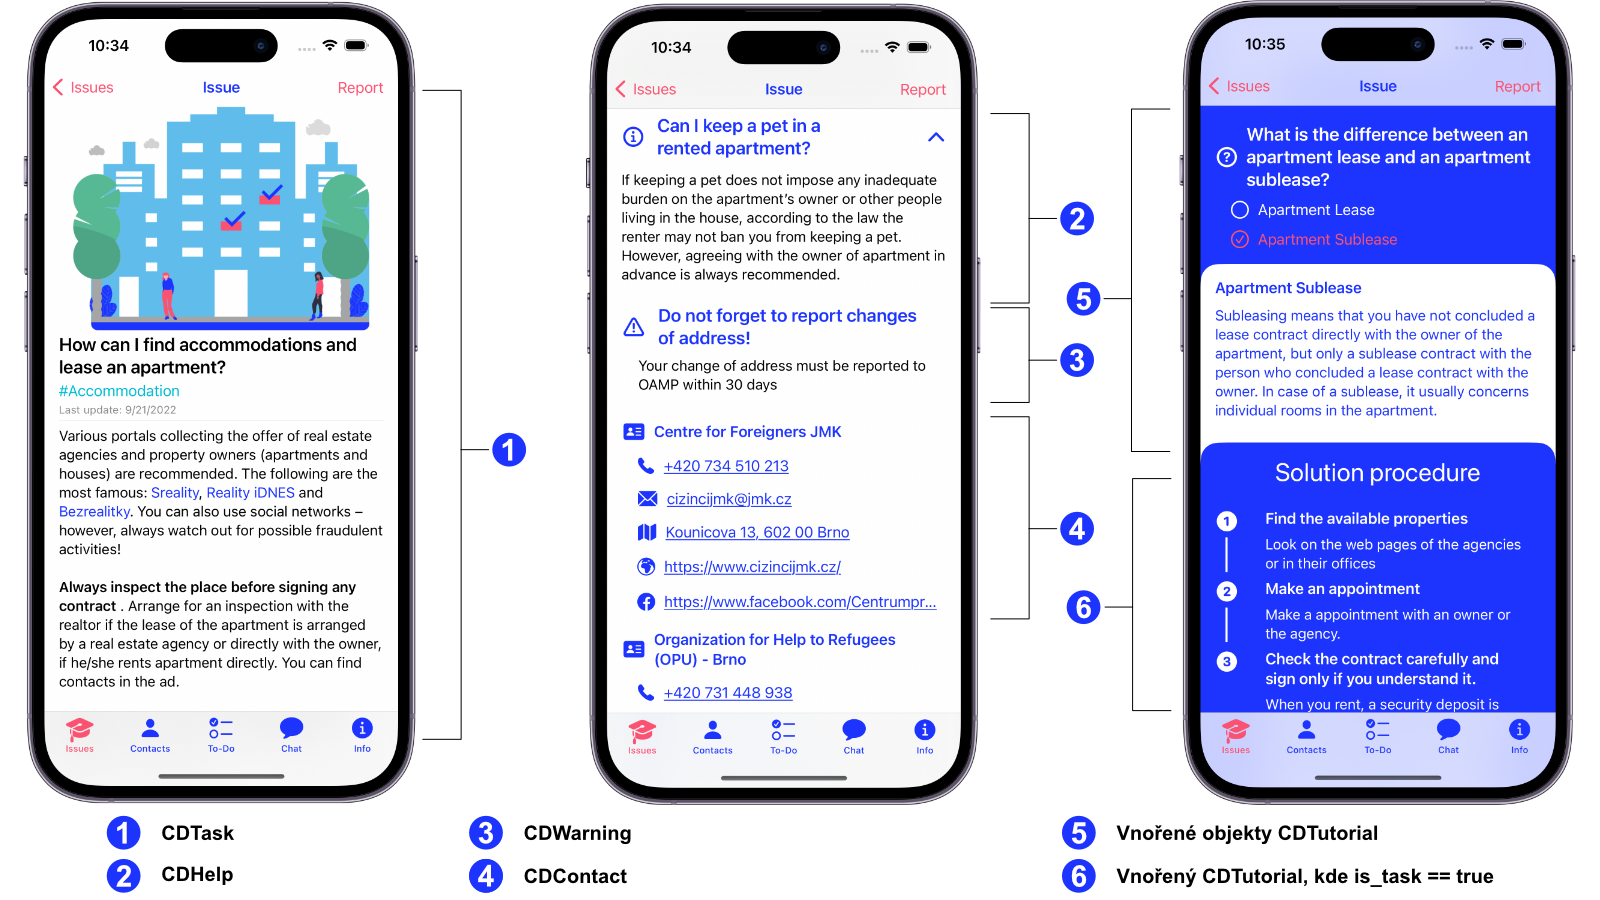 10:34
Issues
Issue
Report
How can I find accommodations and
lease an apartment?
#Accommodation
Last update: 9/21/2022
Various portals collecting the offer of real estate
agencies and property owners (apartments and
houses) are recommended. The following are the
most famous: Sreality, Reality iDNES and
Bezrealitky. You can also use social networks –
however, always watch out for possible fraudulent
activities!
Always inspect the place before signing any
contract . Arrange for an inspection with the
realtor if the lease of the apartment is arranged
by a real estate agency or directly with the owner,
if he/she rents apartment directly. You can find
contacts in the ad.
Issues
Contacts
To-Do
Chat
Info
1
10:34
Issues
Issue
Report
Can I keep a pet in a
rented apartment?
If keeping a pet does not impose any inadequate
burden on the apartment's owner or other people
living in the house, according to the law the
renter may not ban you from keeping a pet.
However, agreeing with the owner of apartment in
advance is always recommended.
Do not forget to report changes
of address!
Your change of address must be reported to
OAMP within 30 days
Centre for Foreigners JMK
+420 734 510 213
cizincijmk@jmk.cz
Kounicova 13, 602 00 Brno
https://www.cizincijmk.cz/
https://www.facebook.com/Centrumpr...
Organization for Help to Refugees
(OPU) - Brno
+420 731 448 938
Issues
Contacts
To-Do
Chat
Info
2
3
4
10:35
Issues
Issue
Report
What is the difference between an
apartment lease and an apartment
sublease?
Apartment Lease
Apartment Sublease
Apartment Sublease
Subleasing means that you have not concluded a
lease contract directly with the owner of the
apartment, but only a sublease contract with the
person who concluded a lease contract with the
owner. In case of a sublease, it usually concerns
individual rooms in the apartment.
Solution procedure
1 Find the available properties
Look on the web pages of the agencies
or in their offices
2 Make an appointment
Make a appointment with an owner or
the agency.
3 Check the contract carefully and
sign only if you understand it.
When you rent, a security deposit is
Issues
Contacts
To-Do
Chat
Info
5
6
1 CDTask
2 CDHelp
3 CDWarning
4 CDContact
5 Vnořené objekty CDTutorial
6 Vnořený CDTutorial, kde is_task == true